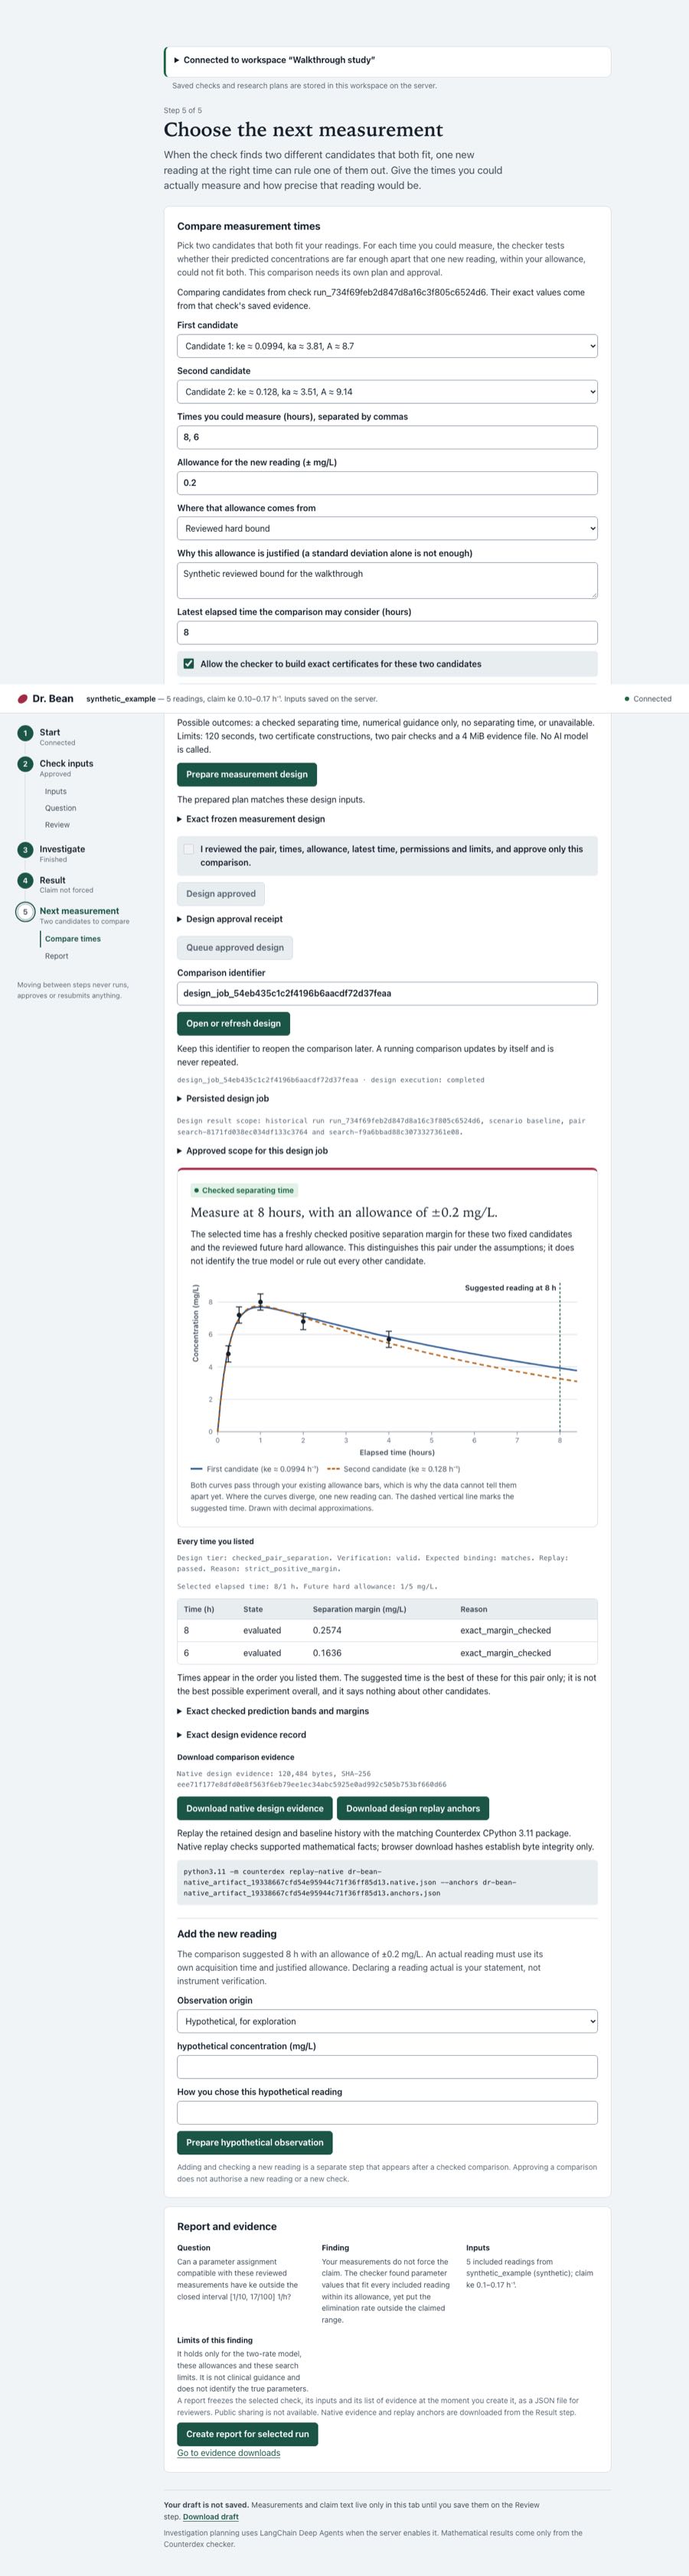 ▶ Connected to workspace "Walkthrough study"
Saved checks and research plans are stored in this workspace on the server.
Step 5 of 5
Choose the next measurement
When the check finds two different candidates that both fit, one new
reading at the right time can rule one of them out. Give the times you could
actually measure and how precise that reading would be.
Compare measurement times
Pick two candidates that both fit your readings. For each time you could measure, the checker tests
whether their predicted concentrations are far enough apart that one new reading, within your allowance,
could not fit both. This comparison needs its own plan and approval.
Comparing candidates from check run_734f69feb2d847d8a16c3f805c6524d6. Their exact values come
from that check's saved evidence.
First candidate
Candidate 1: ke ≈ 0.0994, ka ≈ 3.81, A ≈ 8.7
Second candidate
Candidate 2: ke ≈ 0.128, ka ≈ 3.51, A ≈ 9.14
Times you could measure (hours), separated by commas
8, 6
Allowance for the new reading (± mg/L)
0.2
Where that allowance comes from
Reviewed hard bound
Why this allowance is justified (a standard deviation alone is not enough)
Synthetic reviewed bound for the walkthrough
Latest elapsed time the comparison may consider (hours)
8
Allow the checker to build exact certificates for these two candidates
Dr. Bean
synthetic_example — 5 readings, claim ke 0.10–0.17 h⁻¹. Inputs saved on the server.
Connected
1 Start
Connected
2 Check inputs
Approved
Inputs
Question
Review
3 Investigate
Finished
4 Result
Claim not forced
5 Next measurement
Two candidates to compare
Compare times
Report
Moving between steps never runs,
approves or resubmits anything.
Possible outcomes: a checked separating time, numerical guidance only, no separating time, or unavailable.
Limits: 120 seconds, two certificate constructions, two pair checks and a 4 MiB evidence file. No AI model
is called.
Prepare measurement design
The prepared plan matches these design inputs.
▶ Exact frozen measurement design
I reviewed the pair, times, allowance, latest time, permissions and limits, and approve only this
comparison.
Design approved
▶ Design approval receipt
Queue approved design
Comparison identifier
design_job_54eb435c1c2f4196b6aacdf72d37feaa
Open or refresh design
Keep this identifier to reopen the comparison later. A running comparison updates by itself and is
never repeated.
design_job_54eb435c1c2f4196b6aacdf72d37feaa · design execution: completed
▶ Persisted design job
Design result scope: historical run run_734f69feb2d847d8a16c3f805c6524d6, scenario baseline, pair
search-8171fd038ec034df133c3764 and search-f9a6bbad88c3073327361e08.
▶ Approved scope for this design job
Checked separating time
Measure at 8 hours, with an allowance of ±0.2 mg/L.
The selected time has a freshly checked positive separation margin for these two fixed candidates
and the reviewed future hard allowance. This distinguishes this pair under the assumptions; it does
not identify the true model or rule out every other candidate.
Suggested reading at 8 h
Concentration (mg/L)
8
6
4
2
0
0 1 2 3 4 5 6 7 8
Elapsed time (hours)
First candidate (ke ≈ 0.0994 h⁻¹) Second candidate (ke ≈ 0.128 h⁻¹)
Both curves pass through your existing allowance bars, which is why the data cannot tell them
apart yet. Where the curves diverge, one new reading can. The dashed vertical line marks the
suggested time. Drawn with decimal approximations.
Every time you listed
Design tier: checked_pair_separation. Verification: valid. Expected binding: matches. Replay:
passed. Reason: strict_positive_margin.
Selected elapsed time: 8/1 h. Future hard allowance: 1/5 mg/L.
Time (h) State Separation margin (mg/L) Reason
8 evaluated 0.2574 exact_margin_checked
6 evaluated 0.1636 exact_margin_checked
Times appear in the order you listed them. The suggested time is the best of these for this pair only; it is not
the best possible experiment overall, and it says nothing about other candidates.
▶ Exact checked prediction bands and margins
▶ Exact design evidence record
Download comparison evidence
Native design evidence: 120,484 bytes, SHA-256
eee71f177e8dfd0e8f563f6eb79ee1ec34abc5925e0ad992c505b753bf660d66
Download native design evidence
Download design replay anchors
Replay the retained design and baseline history with the matching Counterdex CPython 3.11 package.
Native replay checks supported mathematical facts; browser download hashes establish byte integrity only.
python3.11 -m counterdex replay-native dr-bean-
native_artifact_19338667cfd54e95944c71f36ff85d13.native.json --anchors dr-bean-
native_artifact_19338667cfd54e95944c71f36ff85d13.anchors.json
Add the new reading
The comparison suggested 8 h with an allowance of ±0.2 mg/L. An actual reading must use its
own acquisition time and justified allowance. Declaring a reading actual is your statement, not
instrument verification.
Observation origin
Hypothetical, for exploration
hypothetical concentration (mg/L)
How you chose this hypothetical reading
Prepare hypothetical observation
Adding and checking a new reading is a separate step that appears after a checked comparison. Approving a comparison
does not authorise a new reading or a new check.
Report and evidence
Question
Can a parameter assignment
compatible with these reviewed
measurements have ke outside the
closed interval [1/10, 17/100] 1/h?
Finding
Your measurements do not force the
claim. The checker found parameter
values that fit every included reading
within its allowance, yet put the
elimination rate outside the claimed
range.
Inputs
5 included readings from
synthetic_example (synthetic); claim
ke 0.1–0.17 h⁻¹.
Limits of this finding
It holds only for the two-rate model,
these allowances and these search
limits. It is not clinical guidance and
does not identify the true parameters.
A report freezes the selected check, its inputs and its list of evidence at the moment you create it, as a JSON file for
reviewers. Public sharing is not available. Native evidence and replay anchors are downloaded from the Result step.
Create report for selected run
Go to evidence downloads
Your draft is not saved. Measurements and claim text live only in this tab until you save them on the Review
step. Download draft
Investigation planning uses LangChain Deep Agents when the server enables it. Mathematical results come only from the
Counterdex checker.